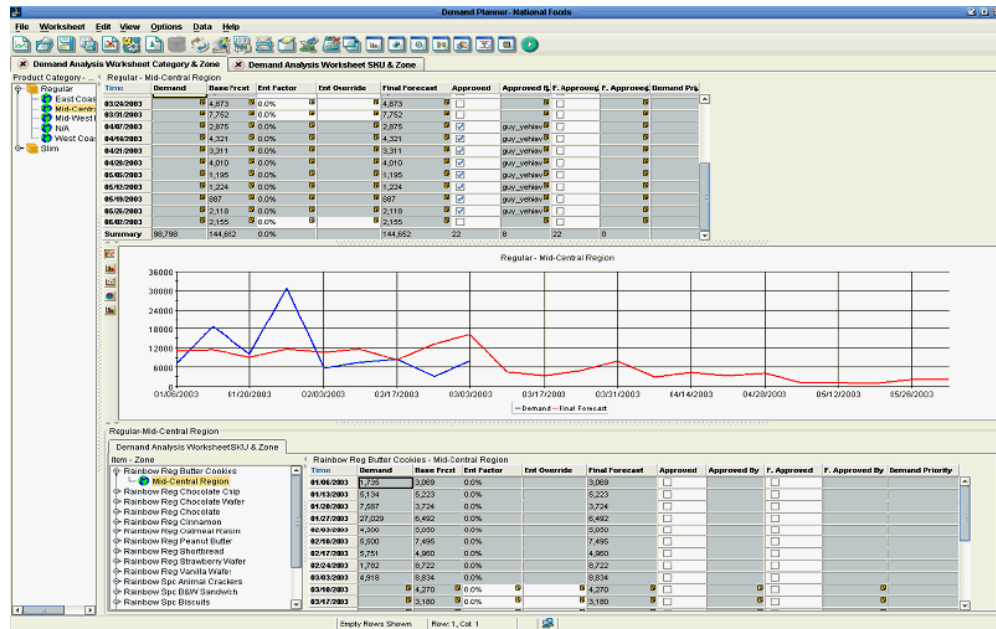 Demand Planner- National Foods
File Worksheet Edit View Options Data Help
Demand Analysis Worksheet Category & Zone Demand Analysis Worksheet SKU & Zone
Product Category - ... Regular - Mid-Central Region
Regular
East Coas
Mid-Centra
Mid-West
N/A
West Coas
Slim
Time Demand Base Frcst Ent Factor Ent Override Final Forecast Approved Approved F. Approved F. Approved Demand Pri
03/24/2003 4,873 0.0% 4,873
03/31/2003 7,752 0.0% 7,752
04/07/2003 2,875 0.0% 2,875 guy_yehiav
04/14/2003 4,321 0.0% 4,321 guy_yehiav
04/21/2003 3,311 0.0% 3,311 guy_yehiav
04/28/2003 4,010 0.0% 4,010 guy_yehiav
05/05/2003 1,195 0.0% 1,195 guy_yehiav
05/12/2003 1,224 0.0% 1,224 guy_yehiav
05/19/2003 887 0.0% 887 guy_yehiav
05/26/2003 2,118 0.0% 2,118 guy_yehiav
06/02/2003 2,155 0.0% 2,155
Summary 98,798 144,662 0.0% 144,662 22 8 22 0
Regular - Mid-Central Region
36000
30000
24000
18000
12000
6000
0
01/06/2003 01/20/2003 02/03/2003 02/17/2003 03/03/2003 03/17/2003 03/31/2003 04/14/2003 04/28/2003 05/12/2003 05/26/2003
Demand Final Forecast
Regular-Mid-Central Region
Demand Analysis WorksheetSKU & Zone
Item - Zone
Rainbow Reg Butter Cookies
Mid-Central Region
Rainbow Reg Chocolate Chip
Rainbow Reg Chocolate Wafer
Rainbow Reg Chocolate
Rainbow Reg Cinnamon
Rainbow Reg Oatmeal Raisin
Rainbow Reg Peanut Butter
Rainbow Reg Shortbread
Rainbow Reg Strawberry Wafer
Rainbow Reg Vanilla Wafer
Rainbow Spc Animal Crackers
Rainbow Spc B&W Sandwich
Rainbow Spc Biscuits
Rainbow Reg Butter Cookies - Mid-Central Region
Time Demand Base Frcst Ent Factor Ent Override Final Forecast Approved Approved By F. Approved F. Approved By Demand Priority
01/06/2003 1,735 3,069 0.0% 3,069
01/13/2003 5,134 5,223 0.0% 5,223
01/20/2003 7,587 3,724 0.0% 3,724
01/27/2003 27,029 6,492 0.0% 6,492
02/03/2003 4,300 5,050 0.0% 5,050
02/10/2003 5,500 7,495 0.0% 7,495
02/17/2003 5,751 4,960 0.0% 4,960
02/24/2003 1,782 8,722 0.0% 8,722
03/03/2003 4,918 8,834 0.0% 8,834
03/10/2003 4,270 0.0% 4,270
03/17/2003 3,180 0.0% 3,180
Empty Rows Shown Row: 1, Col: 1